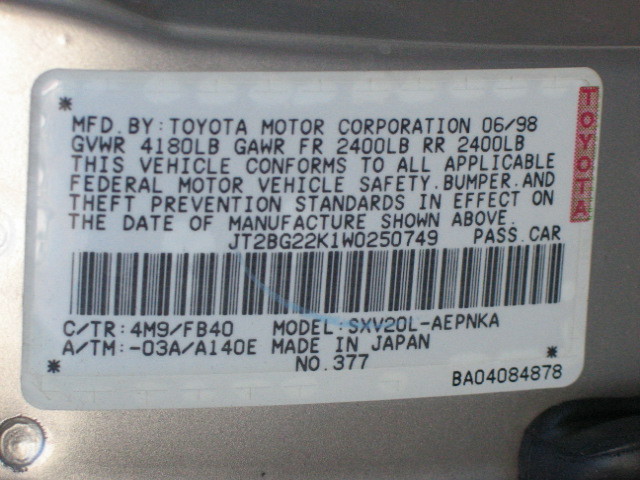 MFD.BY:TOYOTA MOTOR CORPORATION 06/98
GVWR 4180LB GAWR FR 2400LB RR 2400LB
THIS VEHICLE CONFORMS TO ALL APPLICABLE
FEDERAL MOTOR VEHICLE SAFETY.BUMPER.AND
THEFT PREVENTION STANDARDS IN EFFECT ON
THE DATE OF MANUFACTURE SHOWN ABOVE.
JT2BG22K1W0250749 PASS.CAR
C/TR:4M9/FB40 MODEL:SXV20L-AEPNKA
A/TM:-03A/A140E MADE IN JAPAN
NO.377
BA04084878
TOYOTA